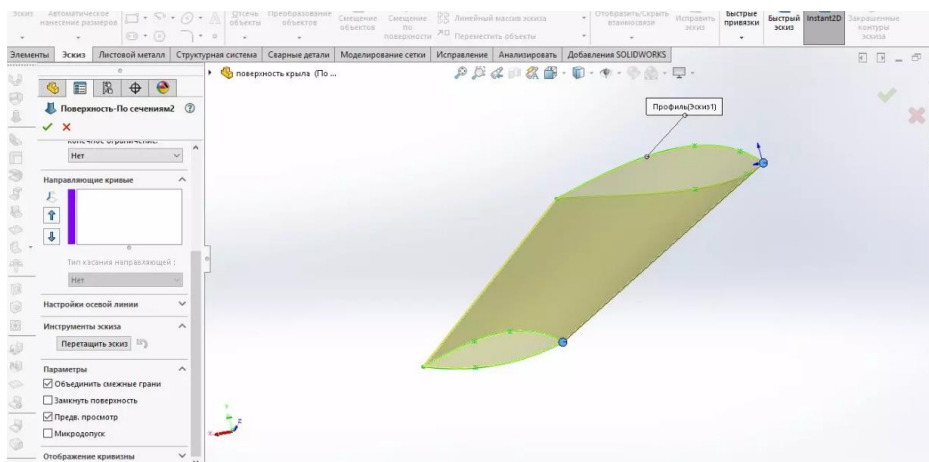 Эскиз
Автоматическое нанесение размеров
Отсечь объекты
Преобразование объектов
Смещение объектов
Смещение по поверхности
Линейный массив эскиза
Переместить объекты
Отобразить/Скрыть взаимосвязи
Исправить эскиз
Быстрые привязки
Быстрый эскиз
Instant2D
Закрашенные контуры эскиза
Элементы Эскиз Листовой металл Структурная система Сварные детали Моделирование сетки Исправление Анализировать Добавления SOLIDWORKS
поверхность крыла (По ...
Поверхность-По сечениям2
Конечное ограничение:
Нет
Направляющие кривые
Тип касания направляющей :
Нет
Настройки осевой линии
Инструменты эскиза
Перетащить эскиз
Параметры
Объединить смежные грани
Замкнуть поверхность
Предв. просмотр
Микродопуск
Отображение кривизны
Профиль(Эскиз1)